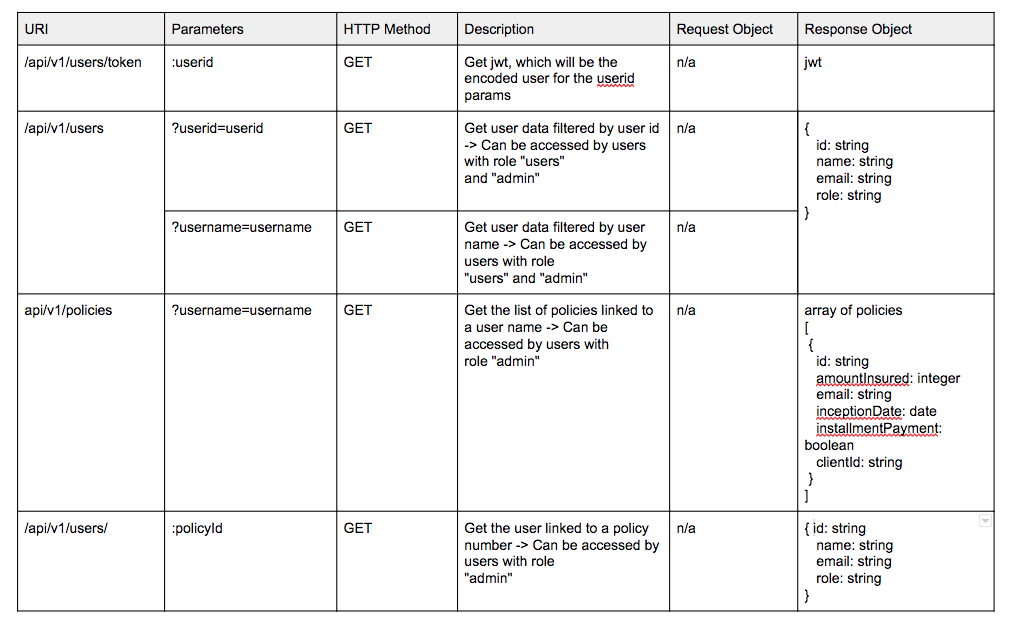 URI
Parameters
HTTP Method
Description
Request Object
Response Object
/api/v1/users/token
:userid
GET
Get jwt, which will be the
encoded user for the userid
params
n/a
jwt
/api/v1/users
?userid=userid
GET
Get user data filtered by user id
-> Can be accessed by users
with role "users"
and "admin"
n/a
{
id: string
name: string
email: string
role: string
}
?username=username
GET
Get user data filtered by user
name -> Can be accessed by
users with role
"users" and "admin"
n/a
api/v1/policies
?username=username
GET
Get the list of policies linked to
a user name -> Can be
accessed by users with
role "admin"
n/a
array of policies
[
{
id: string
amountInsured: integer
email: string
inceptionDate: date
installmentPayment:
boolean
clientId: string
}
]
/api/v1/users/
:policyId
GET
Get the user linked to a policy
number -> Can be accessed by
users with role
"admin"
n/a
{ id: string
name: string
email: string
role: string
}